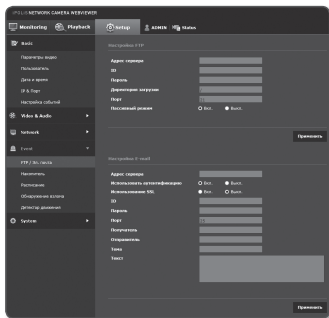 iPOLiS NETWORK CAMERA WEBVIEWER
Monitoring
Playback
Setup
ADMIN
Status
Basic
Параметры видео
Пользователь
Дата и время
IP & Порт
Настройка событий
Video & Audio
Network
Event
FTP / Эл. почта
Накопитель
Расписание
Обнаружение взлома
Детектор движения
System
Настройка FTP
Адрес сервера
ID
Пароль
Директория загрузки
Порт
Пассивный режим
Вкл.
Выкл.
Применить
Настройка E-mail
Адрес сервера
Использовать аутентификацию
Вкл.
Выкл.
Использование SSL
Вкл.
Выкл.
ID
Пароль
Порт
Получатель
Отправитель
Тема
Текст
Применить